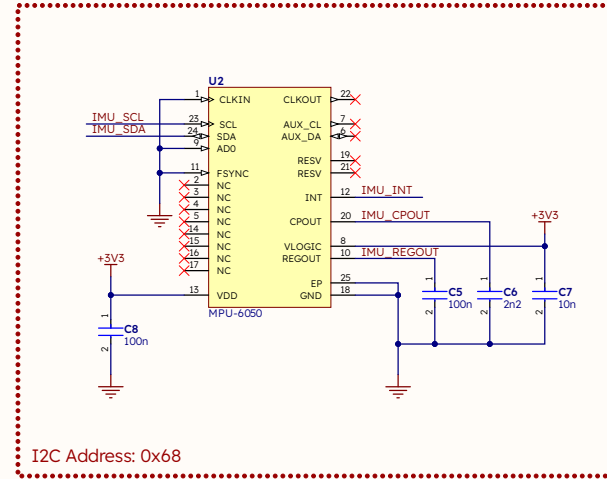 U2
1 CLKIN CLKOUT 22
IMU_SCL 23 SCL AUX_CL 7
IMU_SDA 24 SDA AUX_DA 6
9 AD0
RESV 19
11 FSYNC RESV 21
2 NC
3 NC INT 12 IMU_INT
4 NC
5 NC CPOUT 20 IMU_CPOUT
14 NC
15 NC VLOGIC 8 +3V3
16 NC REGOUT 10 IMU_REGOUT
17 NC
+3V3
EP 25
13 VDD GND 18
MPU-6050
1 C5 100n 2
1 C6 2n2 2
1 C7 10n 2
1 C8 100n 2
I2C Address: 0x68